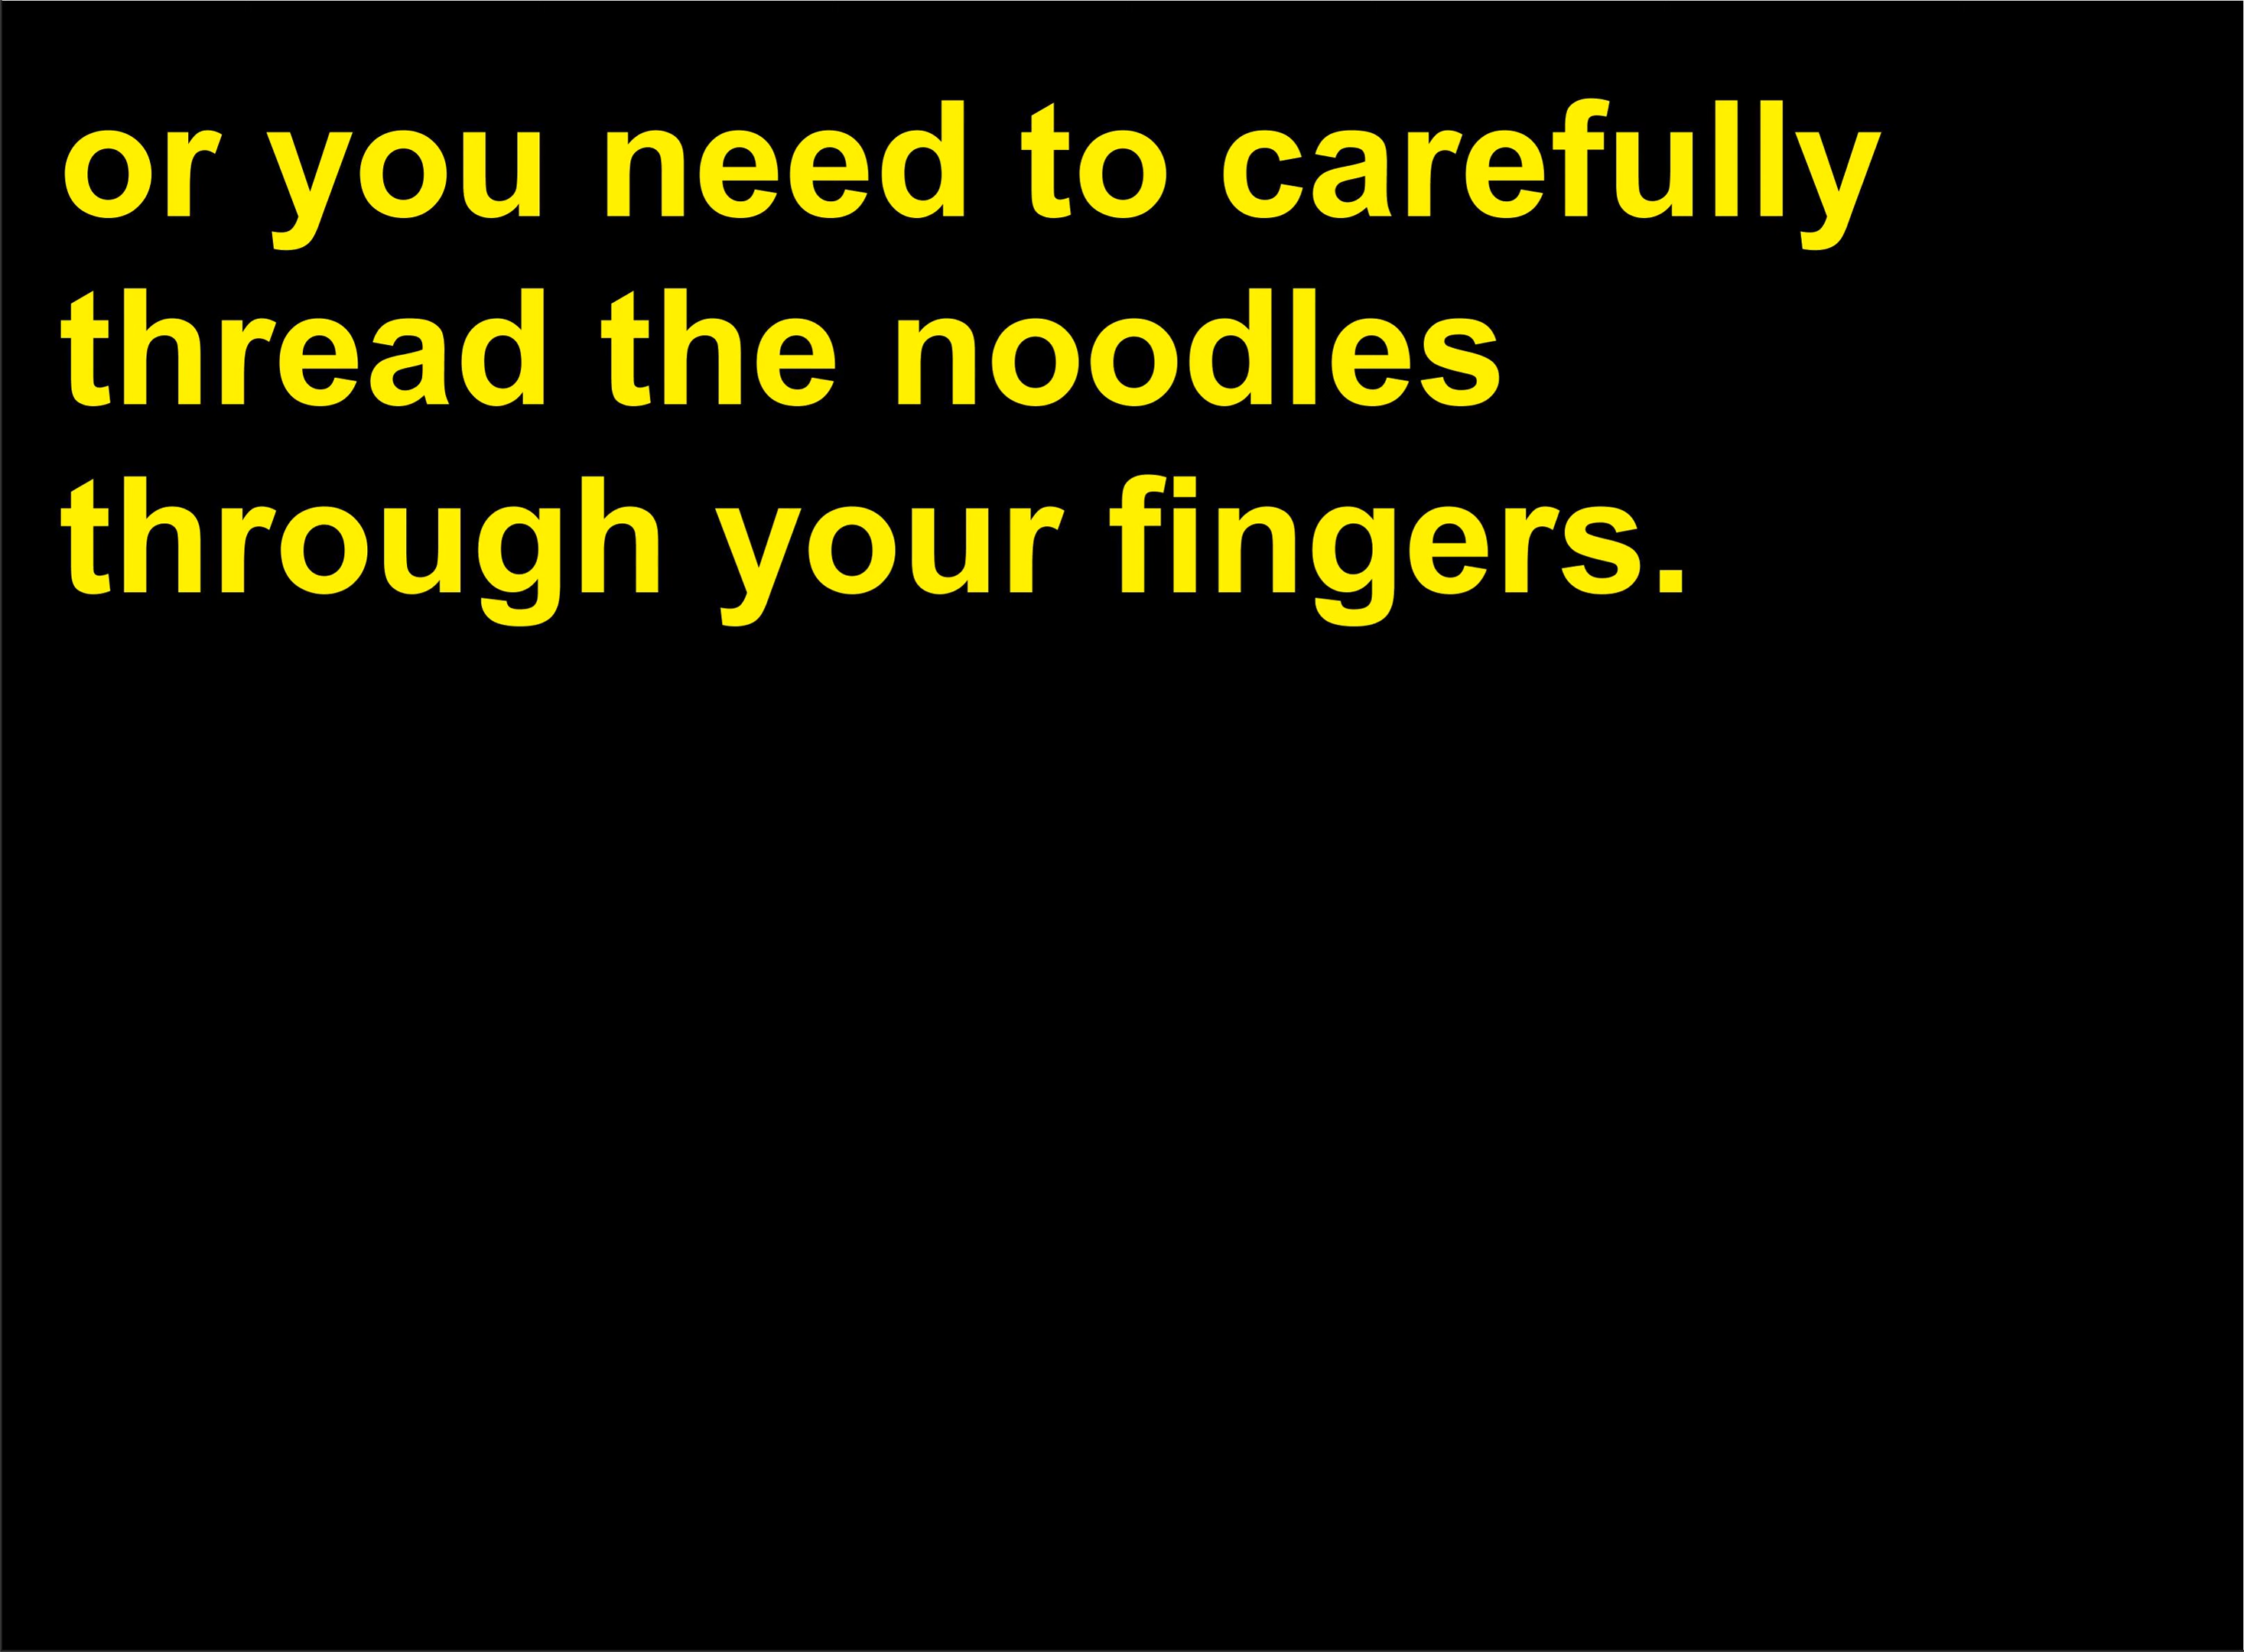 or you need to carefully
thread the noodles
through your fingers.